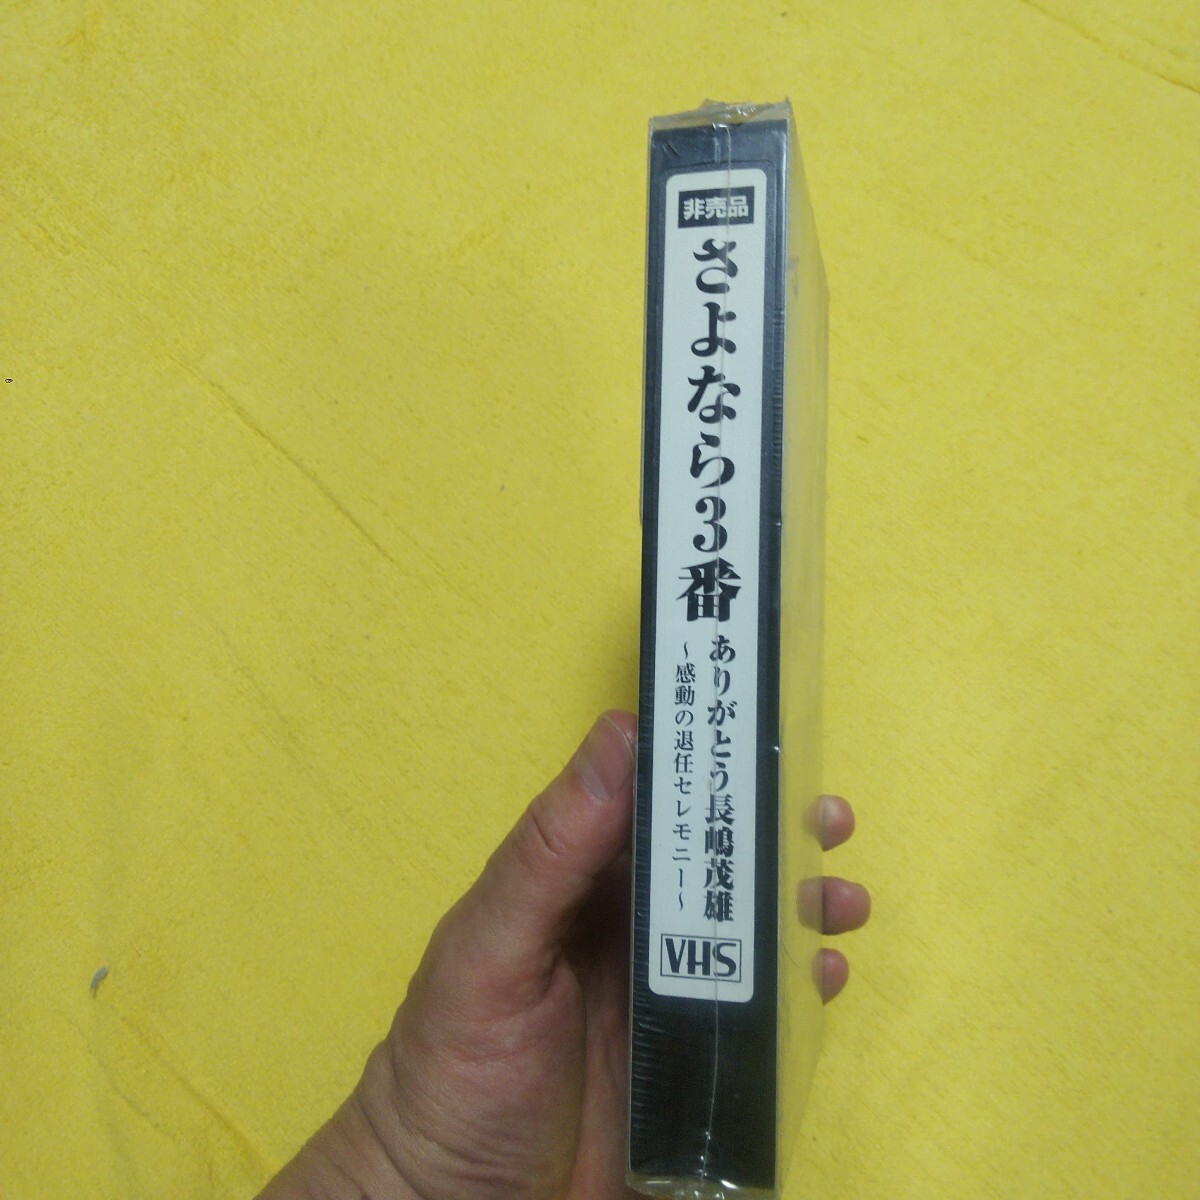 非売品
さよなら3番
ありがとう長嶋茂雄
～感動の退任セレモニー～
VHS